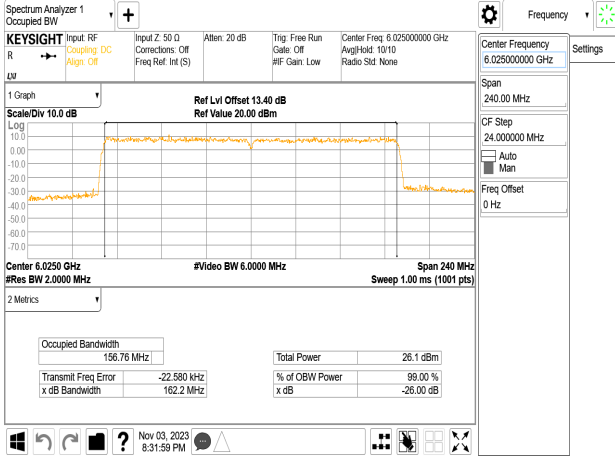 Spectrum Analyzer 1
Occupied BW
▼
+
Frequency ▼
KEYSIGHT
R
LXI
Input: RF
Coupling: DC
Align: Off
Input Z: 50 Ω
Corrections: Off
Freq Ref: Int (S)
Atten: 20 dB
Trig: Free Run
Gate: Off
#IF Gain: Low
Center Freq: 6.025000000 GHz
Avg|Hold: 10/10
Radio Std: None
Center Frequency
6.025000000 GHz
Settings
Span
240.00 MHz
CF Step
24.000000 MHz
Auto
Man
Freq Offset
0 Hz
1 Graph ▼
Scale/Div 10.0 dB
Ref Lvl Offset 13.40 dB
Ref Value 20.00 dBm
Log
10.0
0.00
-10.0
-20.0
-30.0
-40.0
-50.0
-60.0
-70.0
Center 6.0250 GHz
#Video BW 6.0000 MHz
Span 240 MHz
#Res BW 2.0000 MHz
Sweep 1.00 ms (1001 pts)
2 Metrics ▼
Occupied Bandwidth
156.76 MHz
Total Power 26.1 dBm
Transmit Freq Error -22.580 kHz
% of OBW Power 99.00 %
x dB Bandwidth 162.2 MHz
x dB -26.00 dB
?
Nov 03, 2023
8:31:59 PM